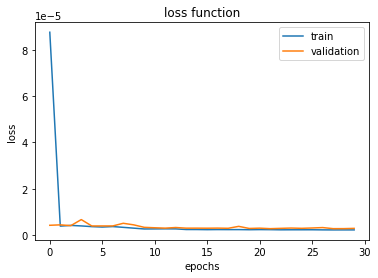 loss function
1e−5
train
validation
8
6
4
2
0
loss
0
5
10
15
20
25
30
epochs